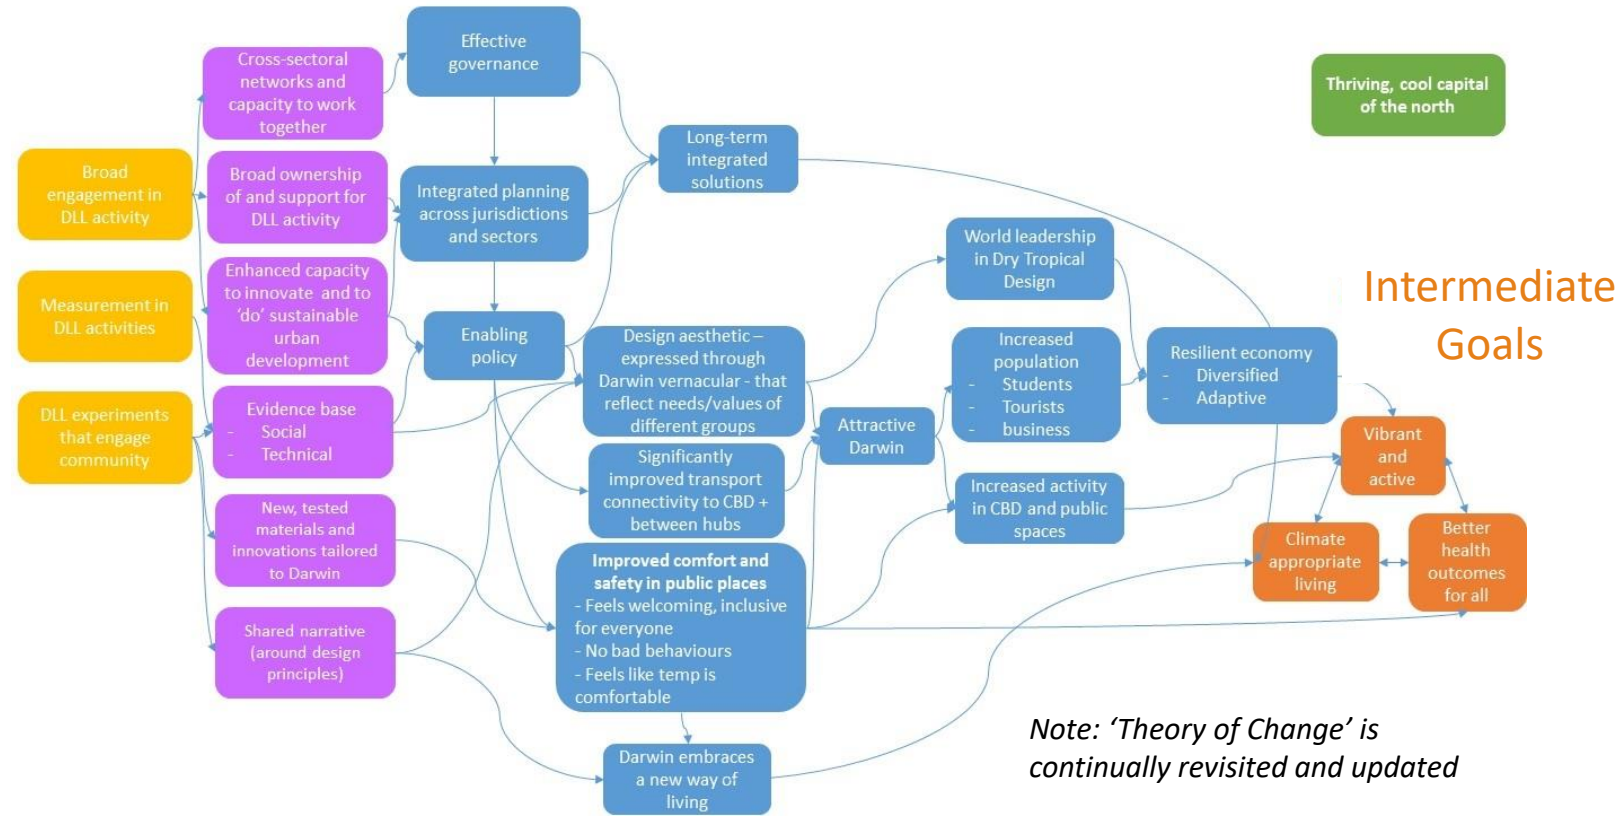 Broad
engagement in
DLL activity
Measurement in
DLL activities
DLL experiments
that engage
community
Cross-sectoral
networks and
capacity to work
together
Broad ownership
of and support for
DLL activity
Enhanced capacity
to innovate and to
‘do’ sustainable
urban
development
Evidence base
- Social
- Technical
New, tested
materials and
innovations tailored
to Darwin
Shared narrative
(around design
principles)
Effective
governance
Integrated planning
across jurisdictions
and sectors
Enabling
policy
Long-term
integrated
solutions
Design aesthetic –
expressed through
Darwin vernacular - that
reflect needs/values of
different groups
Significantly
improved transport
connectivity to CBD +
between hubs
Improved comfort and
safety in public places
- Feels welcoming, inclusive
for everyone
- No bad behaviours
- Feels like temp is
comfortable
Darwin embraces
a new way of
living
Attractive
Darwin
World leadership
in Dry Tropical
Design
Increased
population
- Students
- Tourists
- business
Increased activity
in CBD and public
spaces
Resilient economy
- Diversified
- Adaptive
Thriving, cool capital
of the north
Intermediate
Goals
Vibrant
and
active
Climate
appropriate
living
Better
health
outcomes
for all
Note: ‘Theory of Change’ is
continually revisited and updated